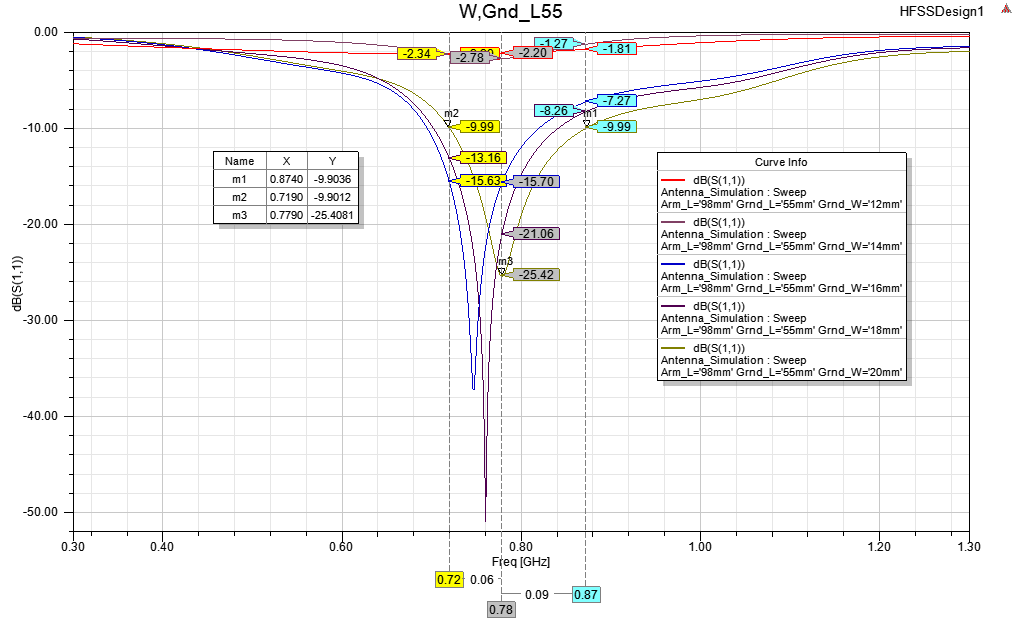 W,Gnd_L55
HFSSDesign1
0.00
-10.00
-20.00
-30.00
-40.00
-50.00
dB(S(1,1))
-2.34
-2.78
-2.20
-1.27
-1.81
m2
-9.99
-13.16
-15.63
-15.70
-21.06
m3
-25.42
-8.26
-7.27
m1
-9.99
Name X Y
m1 0.8740 -9.9036
m2 0.7190 -9.9012
m3 0.7790 -25.4081
Curve Info
dB(S(1,1))
Antenna_Simulation : Sweep
Arm_L='98mm' Grnd_L='55mm' Grnd_W='12mm'
dB(S(1,1))
Antenna_Simulation : Sweep
Arm_L='98mm' Grnd_L='55mm' Grnd_W='14mm'
dB(S(1,1))
Antenna_Simulation : Sweep
Arm_L='98mm' Grnd_L='55mm' Grnd_W='16mm'
dB(S(1,1))
Antenna_Simulation : Sweep
Arm_L='98mm' Grnd_L='55mm' Grnd_W='18mm'
dB(S(1,1))
Antenna_Simulation : Sweep
Arm_L='98mm' Grnd_L='55mm' Grnd_W='20mm'
0.30 0.40 0.60 0.80 1.00 1.20 1.30
Freq [GHz]
0.72 0.06
0.09 0.87
0.78